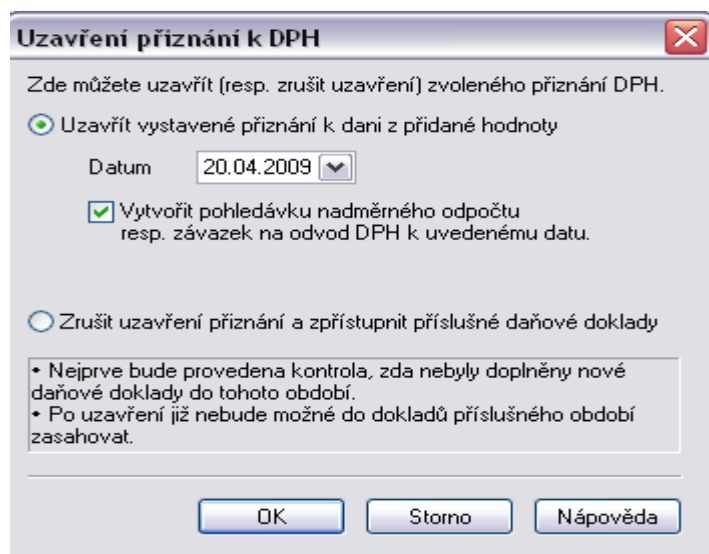 Uzavření přiznání k DPH
Zde můžete uzavřít (resp. zrušit uzavření) zvoleného přiznání DPH.
Uzavřít vystavené přiznání k dani z přidané hodnoty
Datum 20.04.2009
Vytvořit pohledávku nadměrného odpočtu
resp. závazek na odvod DPH k uvedenému datu.
Zrušit uzavření přiznání a zpřístupnit příslušné daňové doklady
• Nejprve bude provedena kontrola, zda nebyly doplněny nové
daňové doklady do tohoto období.
• Po uzavření již nebude možné do dokladů příslušného období
zasahovat.
OK Storno Nápověda